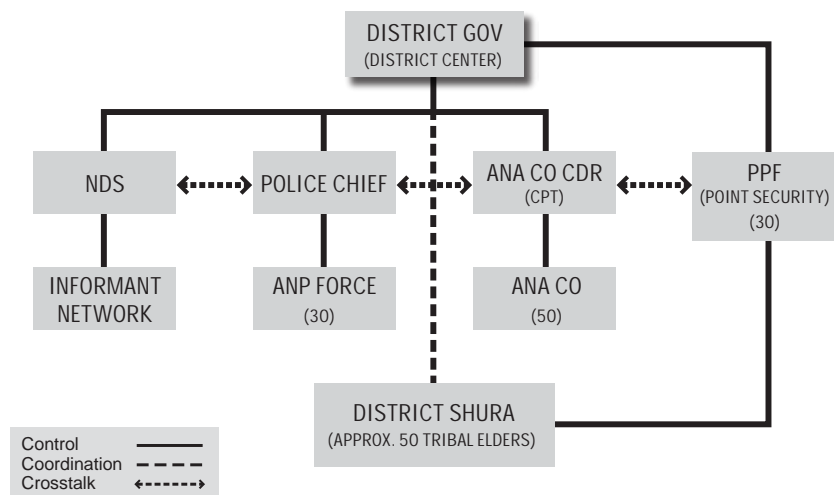 DISTRICT GOV
(DISTRICT CENTER)
NDS
POLICE CHIEF
ANA CO CDR
(CPT)
PPF
(POINT SECURITY)
(30)
INFORMANT
NETWORK
ANP FORCE
(30)
ANA CO
(50)
DISTRICT SHURA
(APPROX. 50 TRIBAL ELDERS)
Control
Coordination
Crosstalk